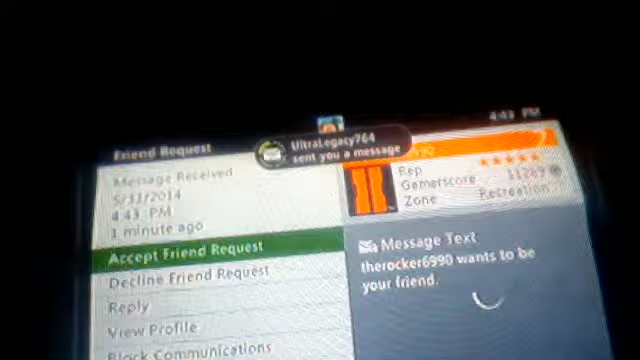 4:43 PM
Friend Request
UltraLegacy764
sent you a message
Message Received
5/31/2014
4:43 PM
1 minute ago
Rep
Gamerscore 11289
Zone Recreation
Accept Friend Request
Decline Friend Request
Reply
View Profile
Block Communications
Message Text
therocker6990 wants to be
your friend.